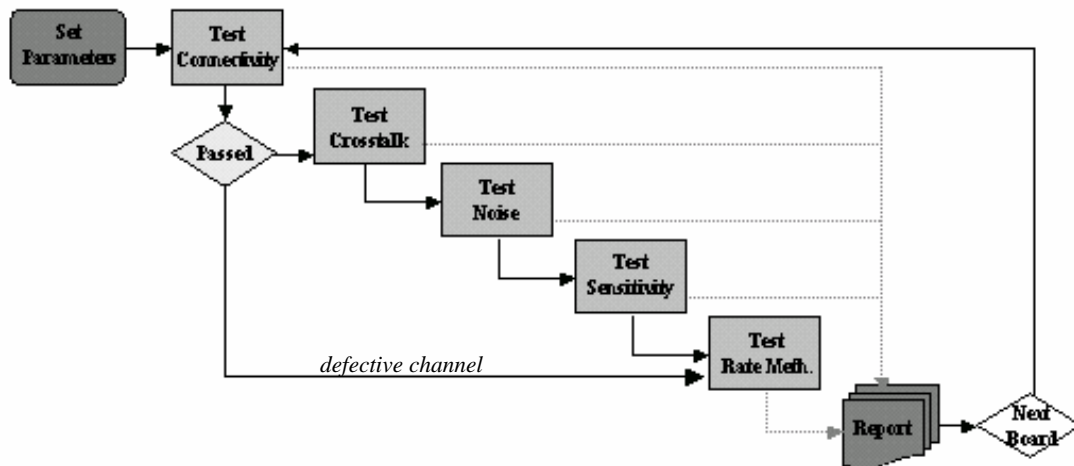 Set
Parameters
Test
Connectivity
Passed
Test
Crosstalk
Test
Noise
Test
Sensitivity
Test
Rate Meth.
defective channel
Report
Next
Board